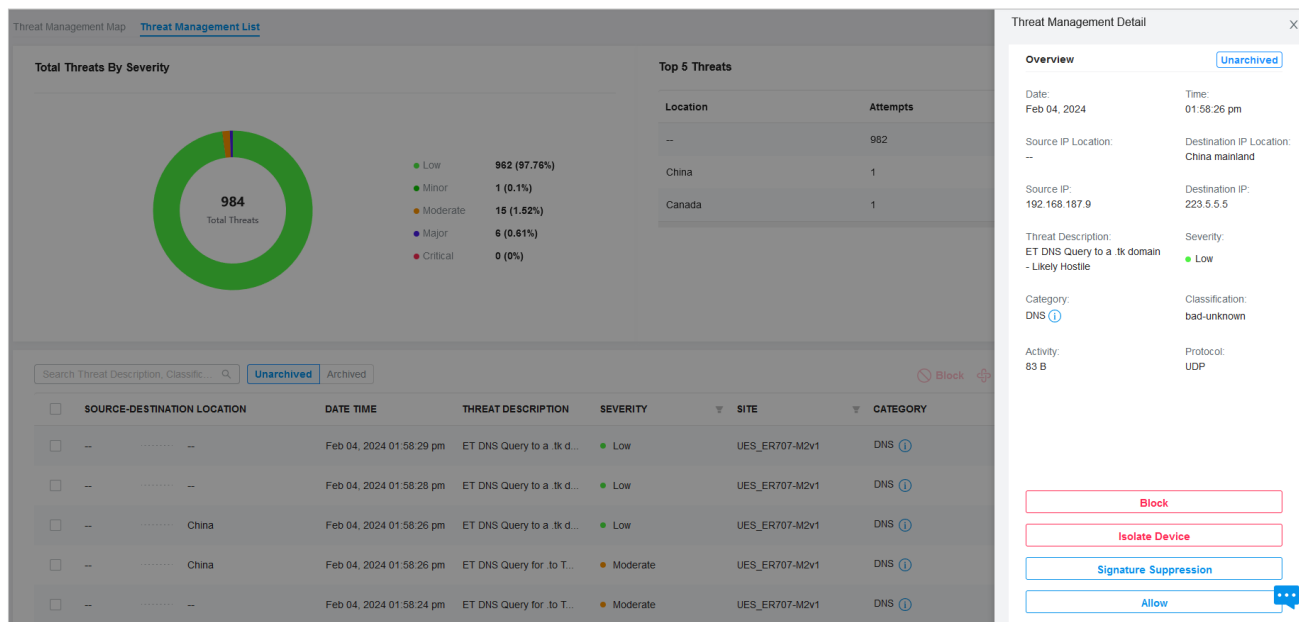 Threat Management Map Threat Management List
Total Threats By Severity
984
Total Threats
Low 962 (97.76%)
Minor 1 (0.1%)
Moderate 15 (1.52%)
Major 6 (0.61%)
Critical 0 (0%)
Top 5 Threats
Location Attempts
-- 982
China 1
Canada 1
Search Threat Description, Classific... Unarchived Archived
Block
SOURCE-DESTINATION LOCATION DATE TIME THREAT DESCRIPTION SEVERITY SITE CATEGORY
-- -- Feb 04, 2024 01:58:29 pm ET DNS Query to a .tk d... Low UES_ER707-M2v1 DNS
-- -- Feb 04, 2024 01:58:28 pm ET DNS Query to a .tk d... Low UES_ER707-M2v1 DNS
-- China Feb 04, 2024 01:58:26 pm ET DNS Query to a .tk d... Low UES_ER707-M2v1 DNS
-- China Feb 04, 2024 01:58:26 pm ET DNS Query for .to T... Moderate UES_ER707-M2v1 DNS
-- -- Feb 04, 2024 01:58:24 pm ET DNS Query for .to T... Moderate UES_ER707-M2v1 DNS
Threat Management Detail
Overview Unarchived
Date: Time:
Feb 04, 2024 01:58:26 pm
Source IP Location: Destination IP Location:
-- China mainland
Source IP: Destination IP:
192.168.187.9 223.5.5.5
Threat Description: Severity:
ET DNS Query to a .tk domain
- Likely Hostile Low
Category: Classification:
DNS bad-unknown
Activity: Protocol:
83 B UDP
Block
Isolate Device
Signature Suppression
Allow